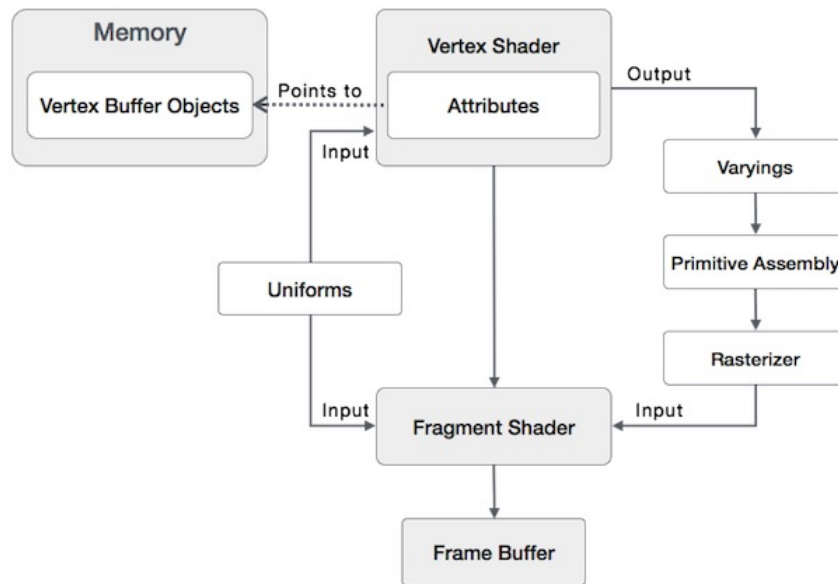 Memory
Vertex Buffer Objects
Points to
Vertex Shader
Attributes
Output
Input
Varyings
Uniforms
Primitive Assembly
Rasterizer
Input
Fragment Shader
Input
Frame Buffer